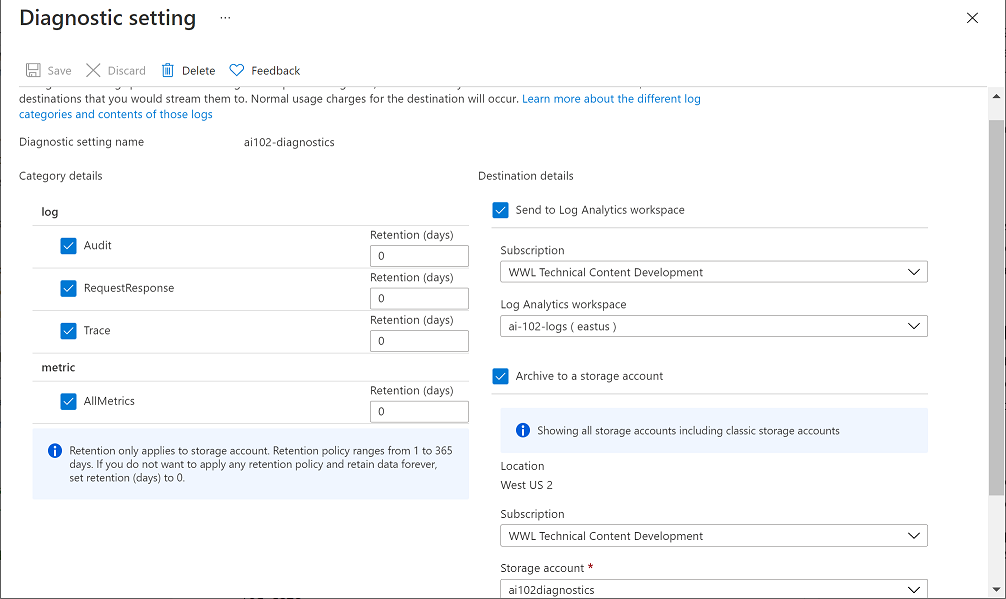 Diagnostic setting ...
Save Discard Delete Feedback
destinations that you would stream them to. Normal usage charges for the destination will occur. Learn more about the different log
categories and contents of those logs
Diagnostic setting name ai102-diagnostics
Category details
log
Audit
Retention (days)
0
RequestResponse
Retention (days)
0
Trace
Retention (days)
0
metric
AllMetrics
Retention (days)
0
Retention only applies to storage account. Retention policy ranges from 1 to 365
days. If you do not want to apply any retention policy and retain data forever,
set retention (days) to 0.
Destination details
Send to Log Analytics workspace
Subscription
WWL Technical Content Development
Log Analytics workspace
ai-102-logs ( eastus )
Archive to a storage account
Showing all storage accounts including classic storage accounts
Location
West US 2
Subscription
WWL Technical Content Development
Storage account *
ai102diagnostics